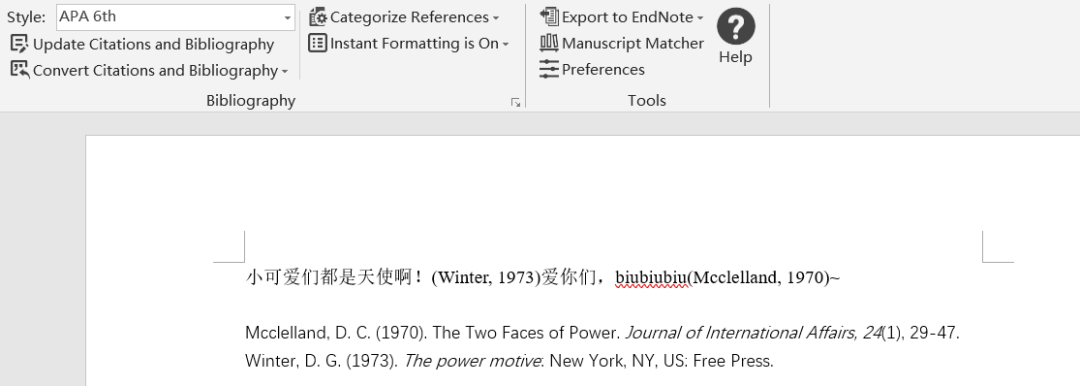 Style: APA 6th
Categorize References
Export to EndNote
Update Citations and Bibliography
Instant Formatting is On
Manuscript Matcher
Help
Convert Citations and Bibliography
Preferences
Bibliography
Tools
小可爱们都是天使啊！(Winter, 1973)爱你们，biubiubiu(Mcclelland, 1970)~
Mcclelland, D. C. (1970). The Two Faces of Power. Journal of International Affairs, 24(1), 29-47.
Winter, D. G. (1973). The power motive: New York, NY, US: Free Press.